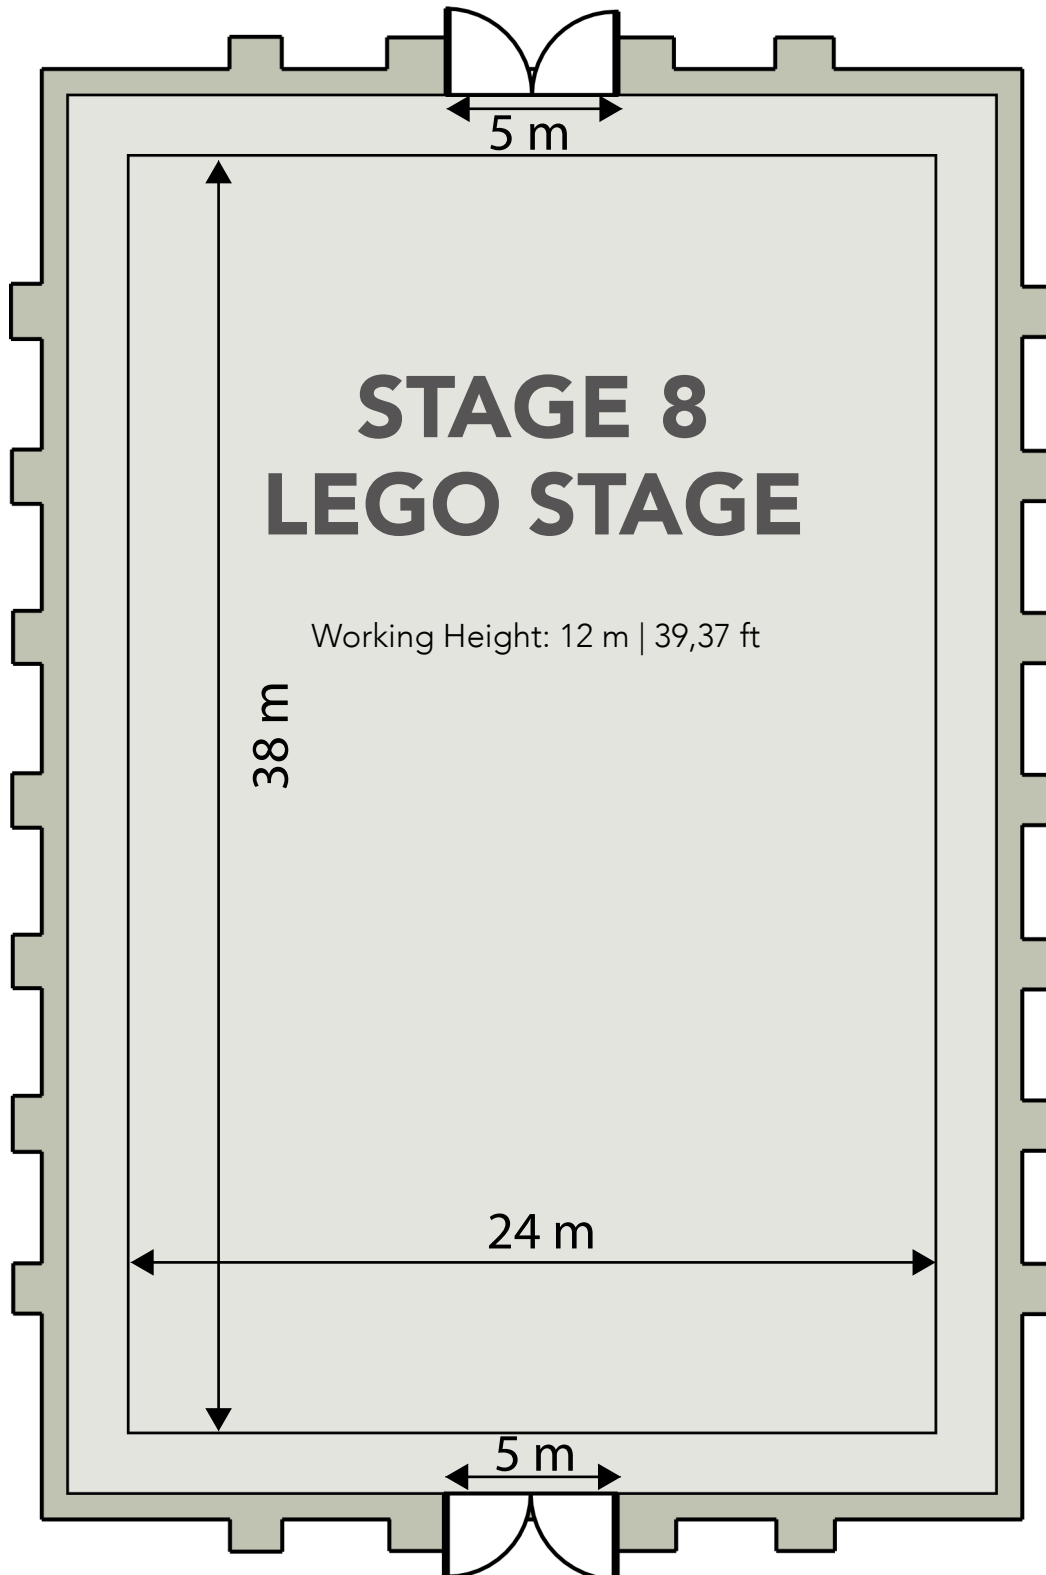 5 m
STAGE 8
LEGO STAGE
Working Height: 12 m | 39,37 ft
38 m
24 m
5 m